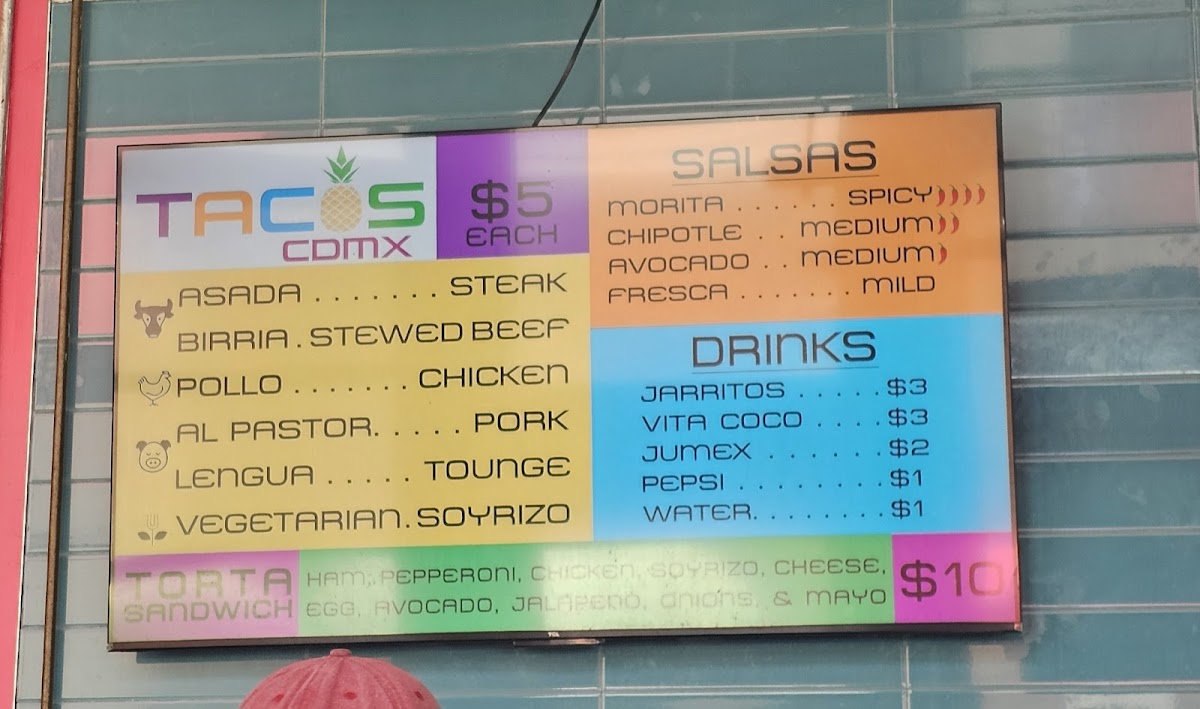 TACOS
CDMX
$5
EACH
ASADA ....... STEAK
BIRRIA . STEWED BEEF
POLLO ....... CHICKEN
AL PASTOR. .... PORK
LENGUA ..... TOUNGE
VEGETARIAN . SOYRIZO
SALSAS
MORITA ...... SPICY
CHIPOTLE .. MEDIUM
AVOCADO .. MEDIUM
FRESCA ....... MILD
DRINKS
JARRITOS ..... $3
VITA COCO .... $3
JUMEX ...... $2
PEPSI ........ $1
WATER. ....... $1
TORTA
SANDWICH
HAM, PEPPERONI, CHICKEN, SOYRIZO, CHEESE,
EGG, AVOCADO, JALAPENO, ONIONS, & MAYO
$10